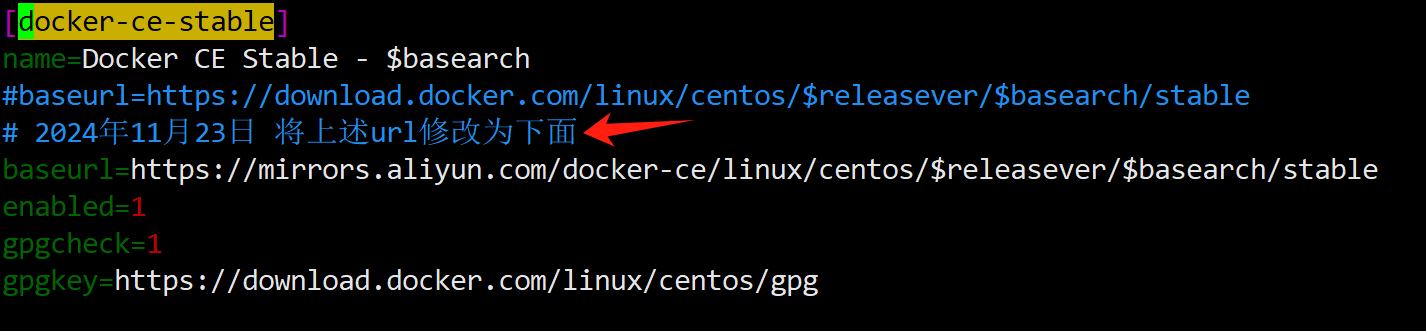 [docker-ce-stable]
name=Docker CE Stable - $basearch
#baseurl=https://download.docker.com/linux/centos/$releasever/$basearch/stable
# 2024年11月23日 将上述url修改为下面
baseurl=https://mirrors.aliyun.com/docker-ce/linux/centos/$releasever/$basearch/stable
enabled=1
gpgcheck=1
gpgkey=https://download.docker.com/linux/centos/gpg